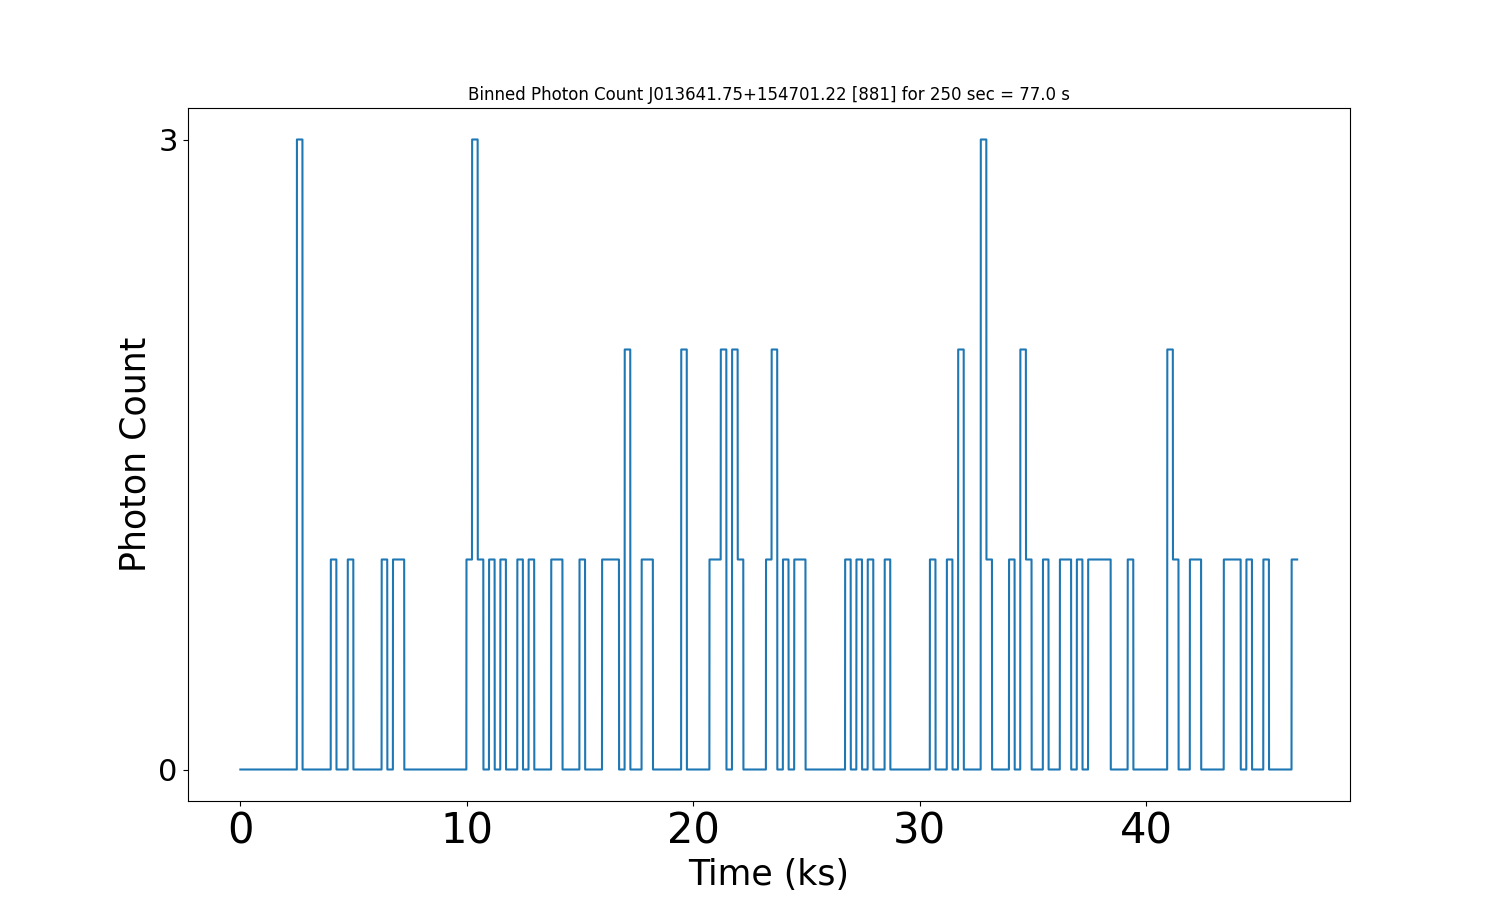 Binned Photon Count J013641.75+154701.22 [881] for 250 sec = 77.0 s
3
Photon Count
0
0 10 20 30 40
Time (ks)